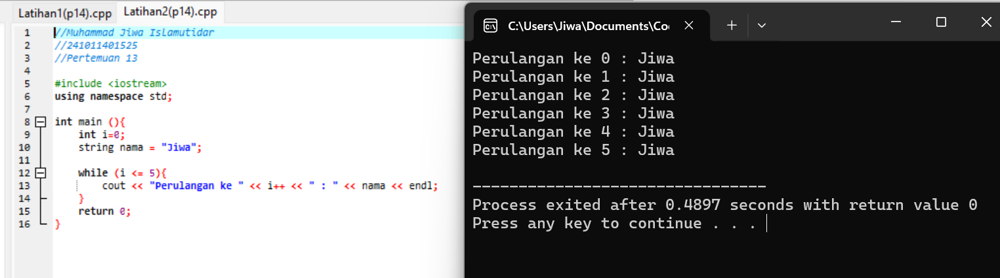 Latihan1(p14).cpp Latihan2(p14).cpp
1 //Muhammad Jiwa Islamutidar
2 //241011401525
3 //Pertemuan 13
4
5 #include <iostream>
6 using namespace std;
7
8 int main (){
9 int i=0;
10 string nama = "Jiwa";
11
12 while (i <= 5){
13 cout << "Perulangan ke " << i++ << " : " << nama << endl;
14 }
15 return 0;
16 }
C:\Users\Jiwa\Documents\Co
Perulangan ke 0 : Jiwa
Perulangan ke 1 : Jiwa
Perulangan ke 2 : Jiwa
Perulangan ke 3 : Jiwa
Perulangan ke 4 : Jiwa
Perulangan ke 5 : Jiwa
--------------------------------
Process exited after 0.4897 seconds with return value 0
Press any key to continue . . .